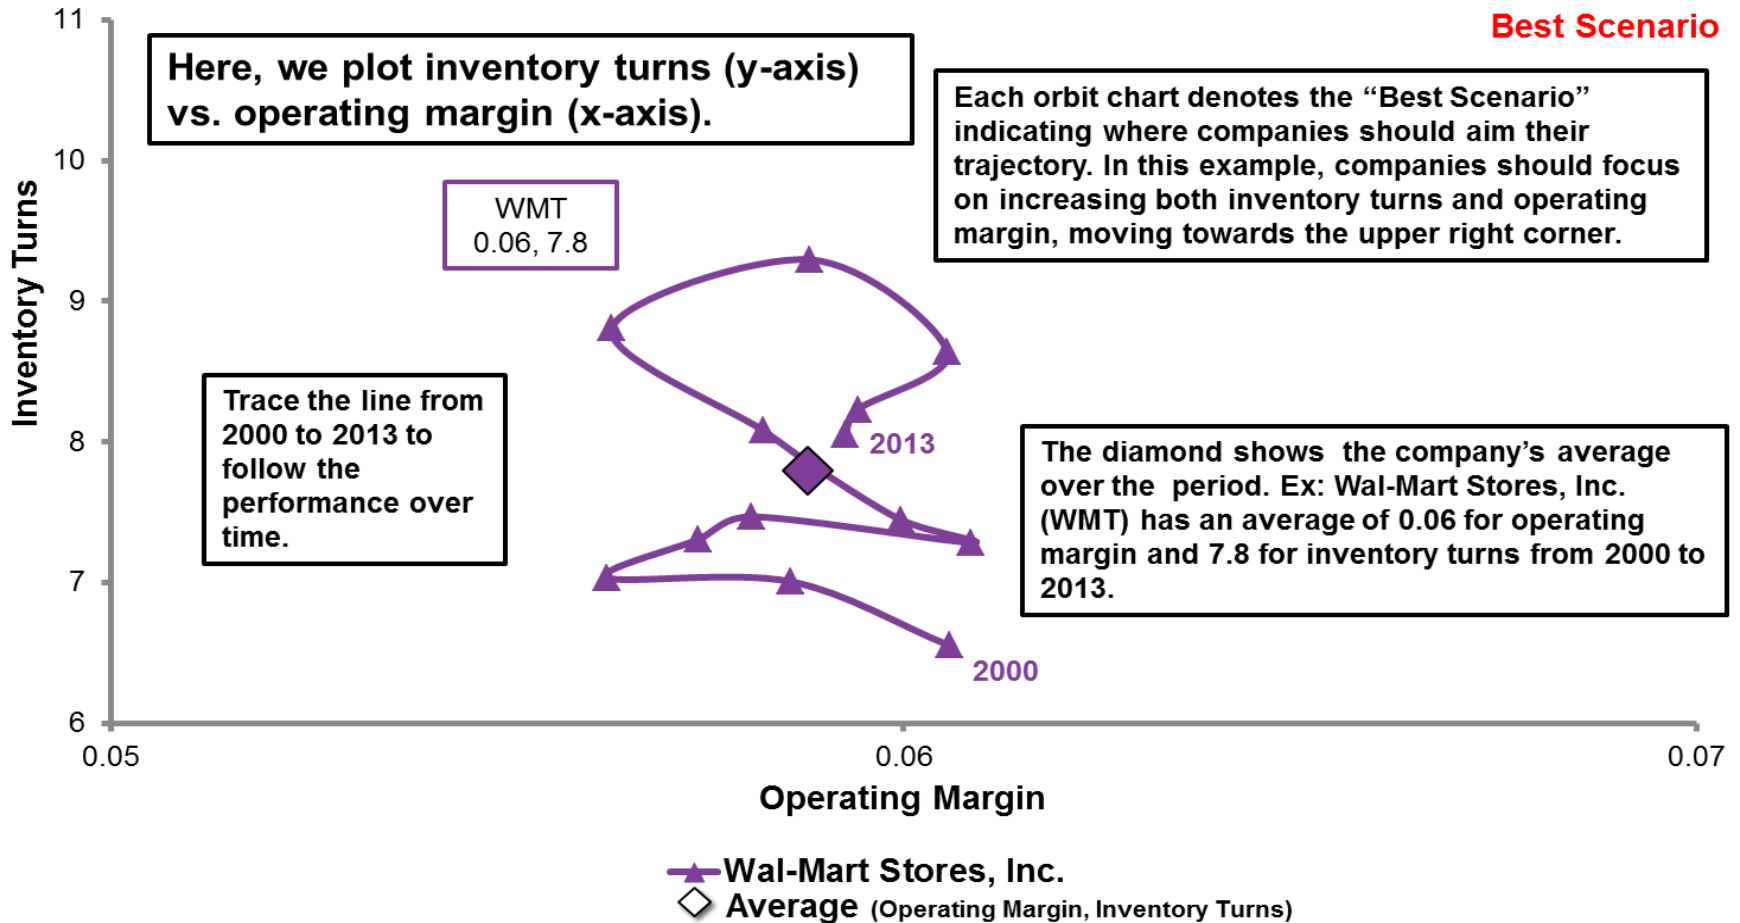 Best Scenario
Here, we plot inventory turns (y-axis)
vs. operating margin (x-axis).
Each orbit chart denotes the “Best Scenario”
indicating where companies should aim their
trajectory. In this example, companies should focus
on increasing both inventory turns and operating
margin, moving towards the upper right corner.
WMT
0.06, 7.8
Trace the line from
2000 to 2013 to
follow the
performance over
time.
2013
The diamond shows the company’s average
over the period. Ex: Wal-Mart Stores, Inc.
(WMT) has an average of 0.06 for operating
margin and 7.8 for inventory turns from 2000 to
2013.
2000
Inventory Turns
11
10
9
8
7
6
0.05
0.06
0.07
Operating Margin
Wal-Mart Stores, Inc.
Average (Operating Margin, Inventory Turns)